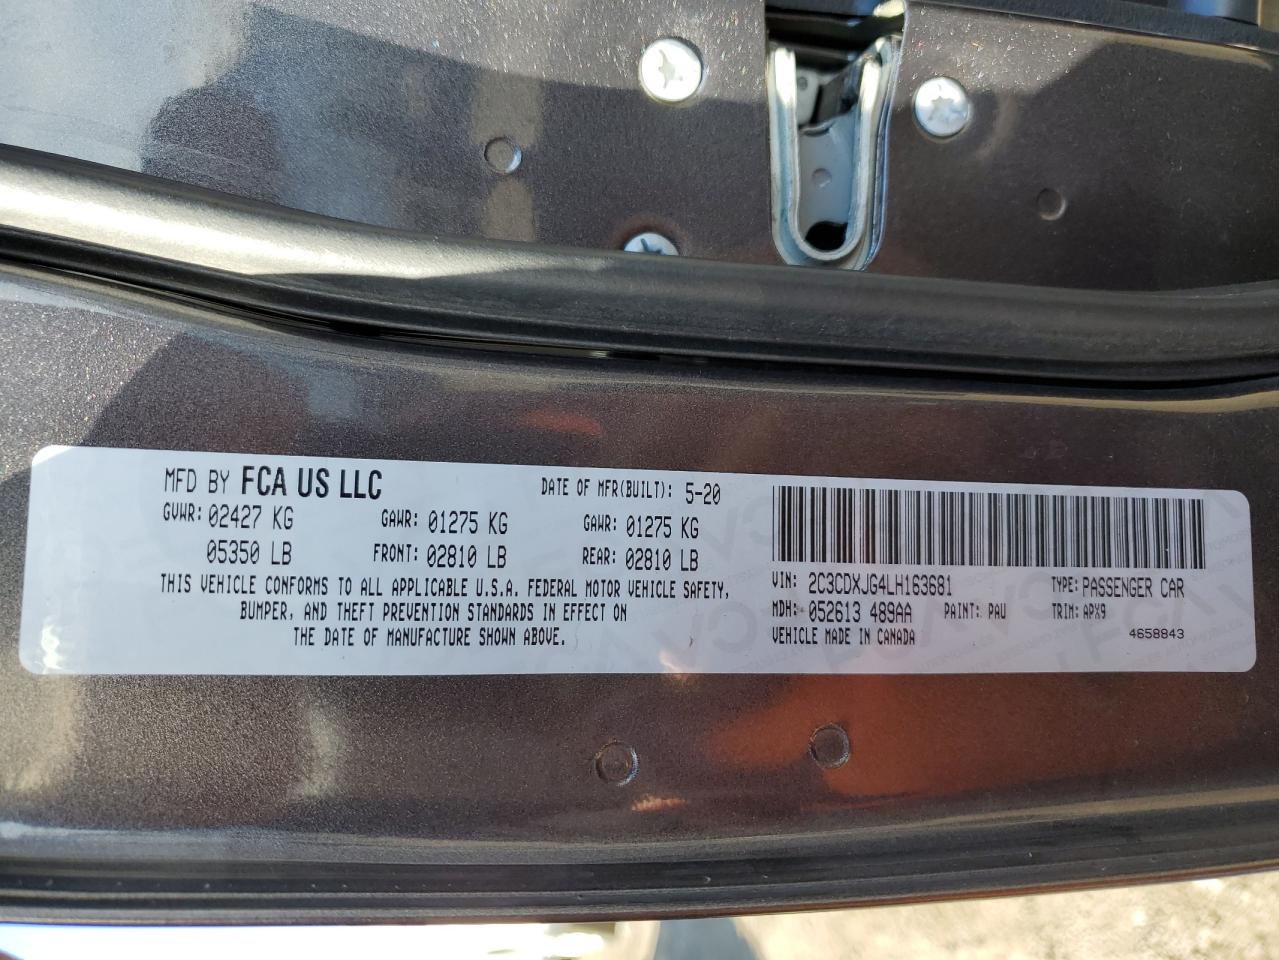 MFD BY FCA US LLC DATE OF MFR(BUILT): 5-20
GVWR: 02427 KG GAWR: 01275 KG GAWR: 01275 KG
05350 LB FRONT: 02810 LB REAR: 02810 LB
THIS VEHICLE CONFORMS TO ALL APPLICABLE U.S.A. FEDERAL MOTOR VEHICLE SAFETY,
BUMPER, AND THEFT PREVENTION STANDARDS IN EFFECT ON
THE DATE OF MANUFACTURE SHOWN ABOVE.
VIN: 2C3CDXJG4LH163681 TYPE: PASSENGER CAR
MDH: 052613 489AA PAINT: PAU TRIM: APX9
VEHICLE MADE IN CANADA 4658843